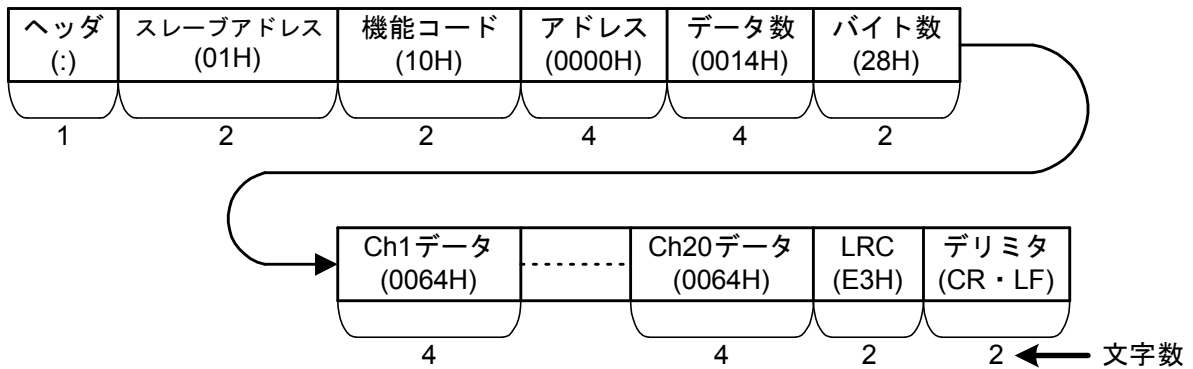 ヘッダ スレーブアドレス 機能コード アドレス データ数 バイト数
(:) (01H) (10H) (0000H) (0014H) (28H)
1 2 2 4 4 2
Ch1データ Ch20データ LRC デリミタ
(0064H) (0064H) (E3H) (CR・LF)
4 4 2 2 文字数